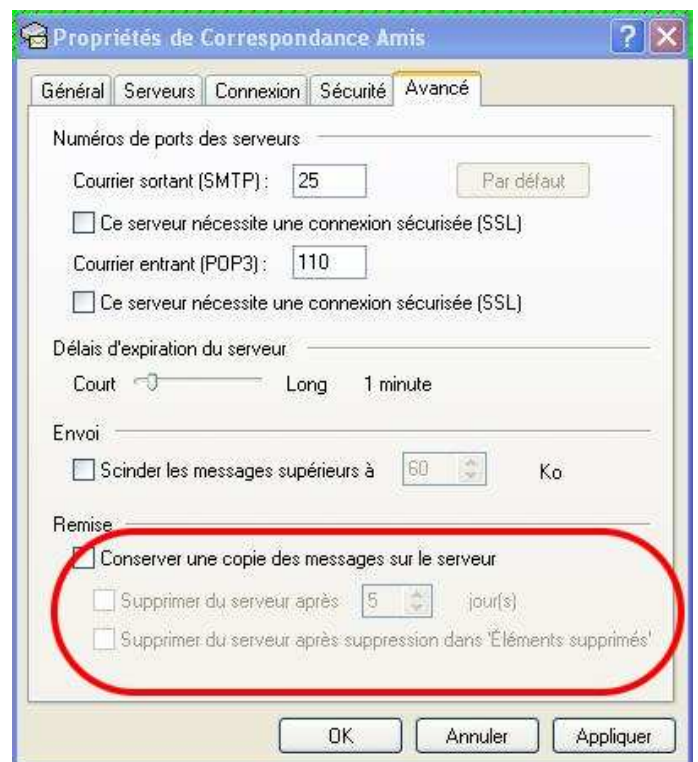 Propriétés de Correspondance Amis
Général Serveurs Connexion Sécurité Avancé
Numéros de ports des serveurs
Courrier sortant (SMTP) : 25 Par défaut
Ce serveur nécessite une connexion sécurisée (SSL)
Courrier entrant (POP3) : 110
Ce serveur nécessite une connexion sécurisée (SSL)
Délais d'expiration du serveur
Court Long 1 minute
Envoi
Scinder les messages supérieurs à 60 Ko
Remise
Conserver une copie des messages sur le serveur
Supprimer du serveur après 5 jour(s)
Supprimer du serveur après suppression dans 'Éléments supprimés'
OK Annuler Appliquer